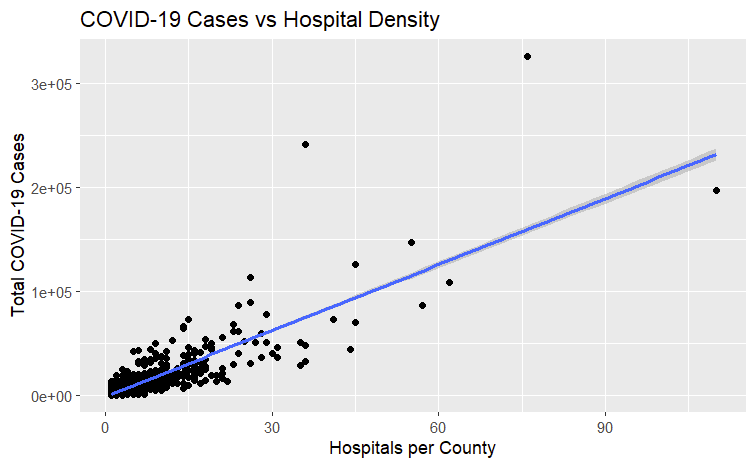 COVID-19 Cases vs Hospital Density
Total COVID-19 Cases
3e+05
2e+05
1e+05
0e+00
0 30 60 90
Hospitals per County